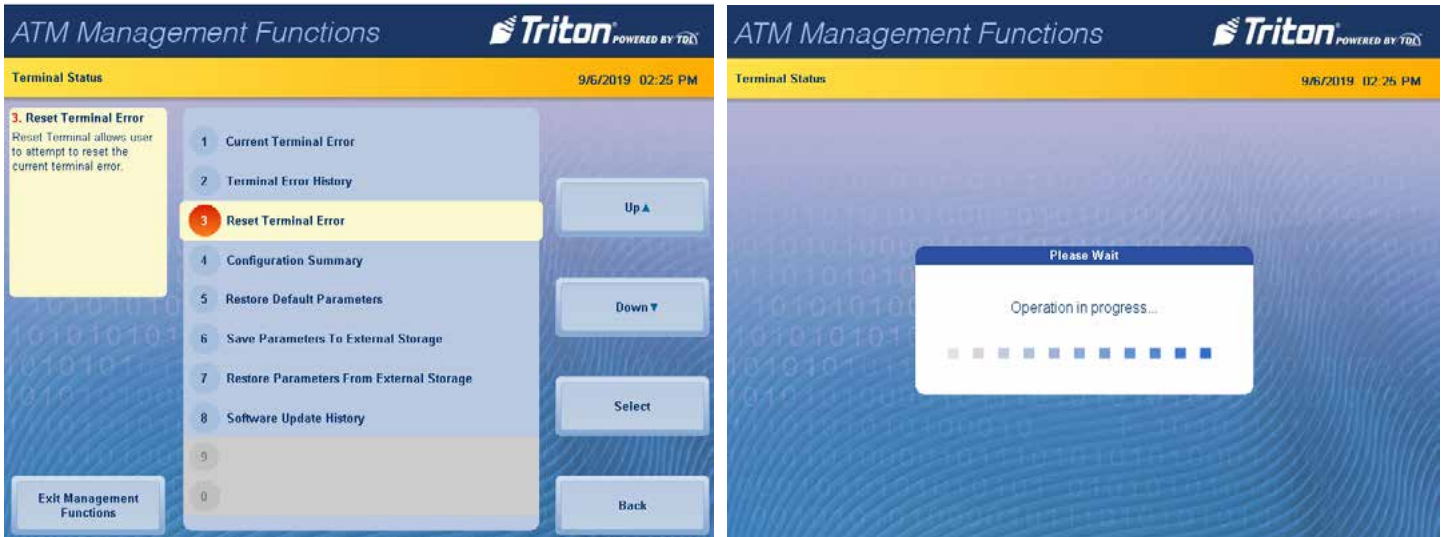 ATM Management Functions
Triton POWERED BY TDL
Terminal Status
9/6/2019 02:25 PM
3. Reset Terminal Error
Reset Terminal allows user
to attempt to reset the
current terminal error.
1 Current Terminal Error
2 Terminal Error History
3 Reset Terminal Error
4 Configuration Summary
5 Restore Default Parameters
6 Save Parameters To External Storage
7 Restore Parameters From External Storage
8 Software Update History
9
0
Up▲
Down▼
Select
Back
Exit Management
Functions
ATM Management Functions
Triton POWERED BY TDL
Terminal Status
9/6/2019 02:25 PM
Please Wait
Operation in progress...